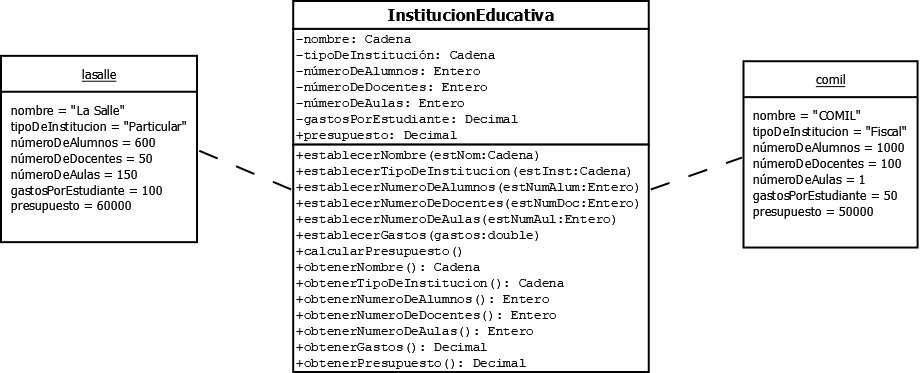 lasalle
nombre = "La Salle"
tipoDeInstitucion = "Particular"
númeroDeAlumnos = 600
númeroDeDocentes = 50
númeroDeAulas = 150
gastosPorEstudiante = 100
presupuesto = 60000
InstitucionEducativa
-nombre: Cadena
-tipoDeInstitución: Cadena
-númeroDeAlumnos: Entero
-númeroDeDocentes: Entero
-númeroDeAulas: Entero
-gastosPorEstudiante: Decimal
+presupuesto: Decimal
+establecerNombre(estNom:Cadena)
+establecerTipoDeInstitucion(estInst:Cadena)
+establecerNumeroDeAlumnos(estNumAlum:Entero)
+establecerNumeroDeDocentes(estNumDoc:Entero)
+establecerNumeroDeAulas(estNumAul:Entero)
+establecerGastos(gastos:double)
+calcularPresupuesto()
+obtenerNombre(): Cadena
+obtenerTipoDeInstitucion(): Cadena
+obtenerNumeroDeAlumnos(): Entero
+obtenerNumeroDeDocentes(): Entero
+obtenerNumeroDeAulas(): Entero
+obtenerGastos(): Decimal
+obtenerPresupuesto(): Decimal
comil
nombre = "COMIL"
tipoDeInstitucion = "Fiscal"
númeroDeAlumnos = 1000
númeroDeDocentes = 100
númeroDeAulas = 1
gastosPorEstudiante = 50
presupuesto = 50000